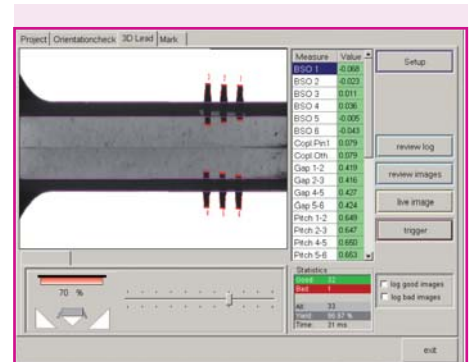 Project Orientationcheck 3D Lead Mark
Measure Value
BSO 1 -0.068
BSO 2 -0.023
BSO 3 0.011
BSO 4 0.036
BSO 5 -0.005
BSO 6 -0.043
Copl.Pin1 0.079
Copl.Oth 0.079
Gap 1-2 0.419
Gap 2-3 0.416
Gap 4-5 0.427
Gap 5-6 0.424
Pitch 1-2 0.649
Pitch 2-3 0.647
Pitch 4-5 0.650
Pitch 5-6 0.663
Setup
review log
review images
live image
trigger
70 %
Statistics
Good: 32
Bad: 1
All: 33
Yield: 96.97 %
Time: 31 ms
log good images
log bad images
exit